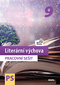 9
Literární výchova
PRACOVNÍ SEŠIT
PS